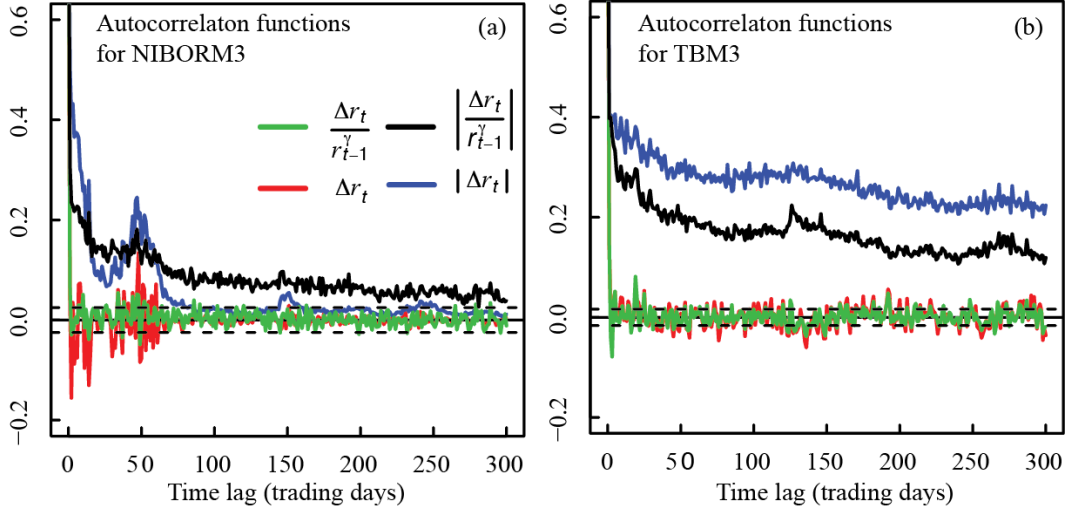 Autocorrelaton functions
for NIBORM3
(a)
Δr_t / r_{t−1}^γ
|Δr_t / r_{t−1}^γ|
Δr_t
|Δr_t|
0.6
0.4
0.2
0.0
−0.2
0 50 100 150 200 250 300
Time lag (trading days)
Autocorrelaton functions
for TBM3
(b)
0.6
0.4
0.2
0.0
−0.2
0 50 100 150 200 250 300
Time lag (trading days)